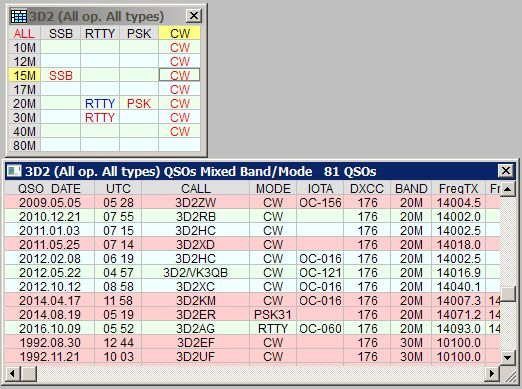 3D2 (All op. All types)
ALL SSB RTTY PSK CW
10M CW
12M CW
15M SSB CW
17M CW
20M RTTY PSK CW
30M RTTY CW
40M CW
80M
3D2 (All op. All types) QSOs Mixed Band/Mode 81 QSOs
QSO_DATE UTC CALL MODE IOTA DXCC BAND FreqTX Fr
2009.05.05 05 28 3D2ZW CW OC-156 176 20M 14004.5
2010.12.21 07 55 3D2RB CW 176 20M 14002.0
2011.01.03 07 15 3D2HC CW 176 20M 14002.5
2011.05.25 07 14 3D2XD CW 176 20M 14018.0
2012.02.08 06 19 3D2HC CW OC-016 176 20M 14004.5
2012.05.22 04 57 3D2/VK3QB CW OC-121 176 20M 14016.9
2012.10.12 08 58 3D2XC CW OC-016 176 20M 14040.1
2014.04.17 11 58 3D2KM CW OC-016 176 20M 14007.3 14
2014.08.19 05 19 3D2ER PSK31 176 20M 14071.2 14
2016.10.09 05 52 3D2AG RTTY OC-060 176 20M 14093.0 14
1992.08.30 12 44 3D2EF CW 176 30M 10100.0
1992.11.21 10 03 3D2UF CW 176 30M 10100.0